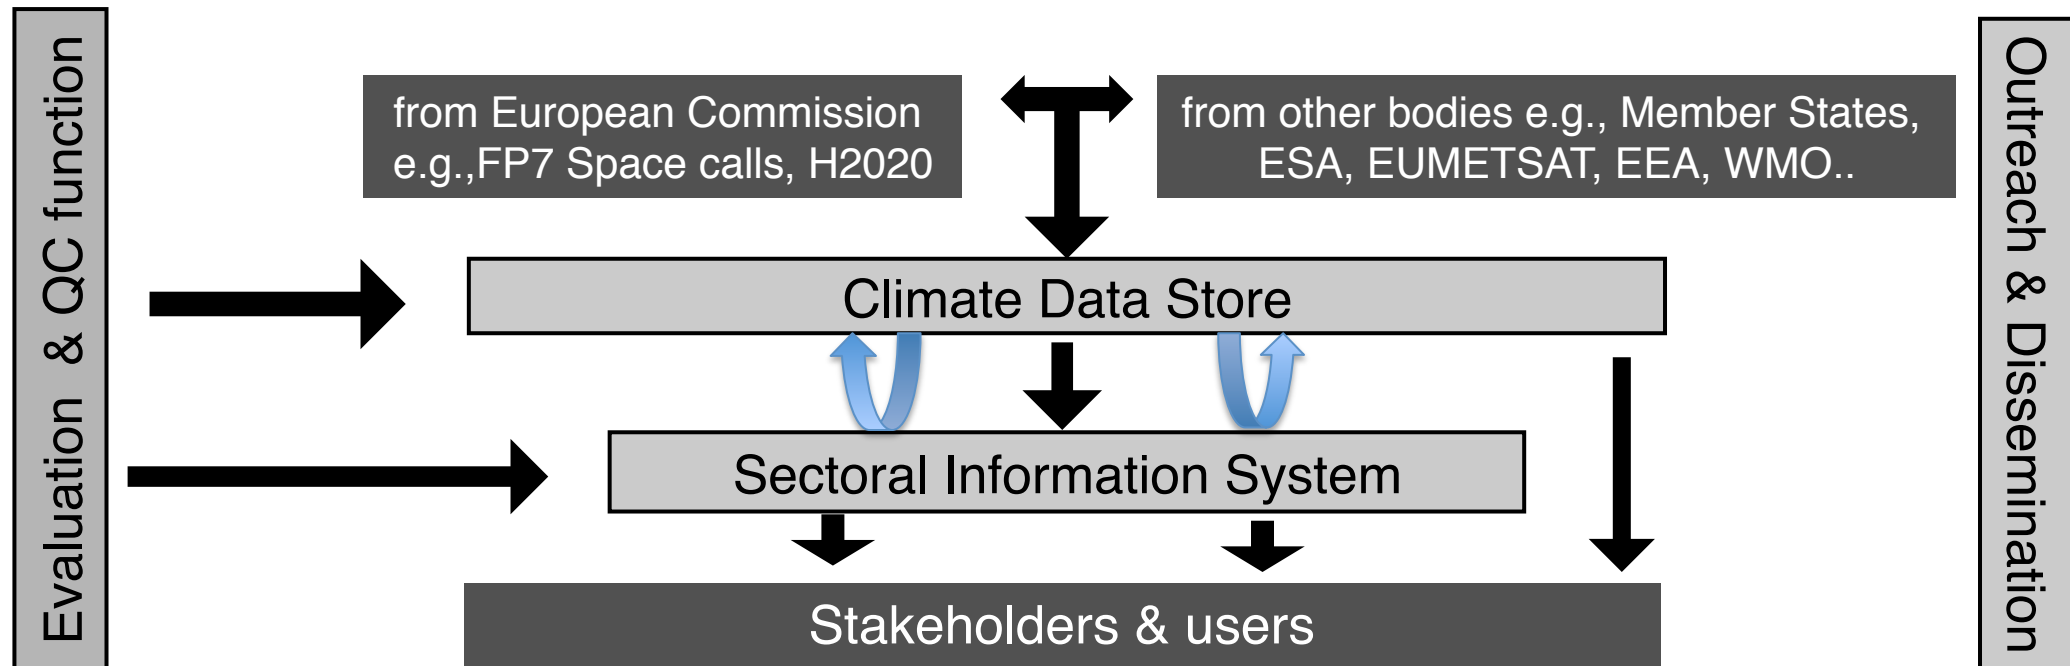 Evaluation & QC function
from European Commission
e.g.,FP7 Space calls, H2020
from other bodies e.g., Member States,
ESA, EUMETSAT, EEA, WMO..
Climate Data Store
Sectoral Information System
Stakeholders & users
Outreach & Dissemination